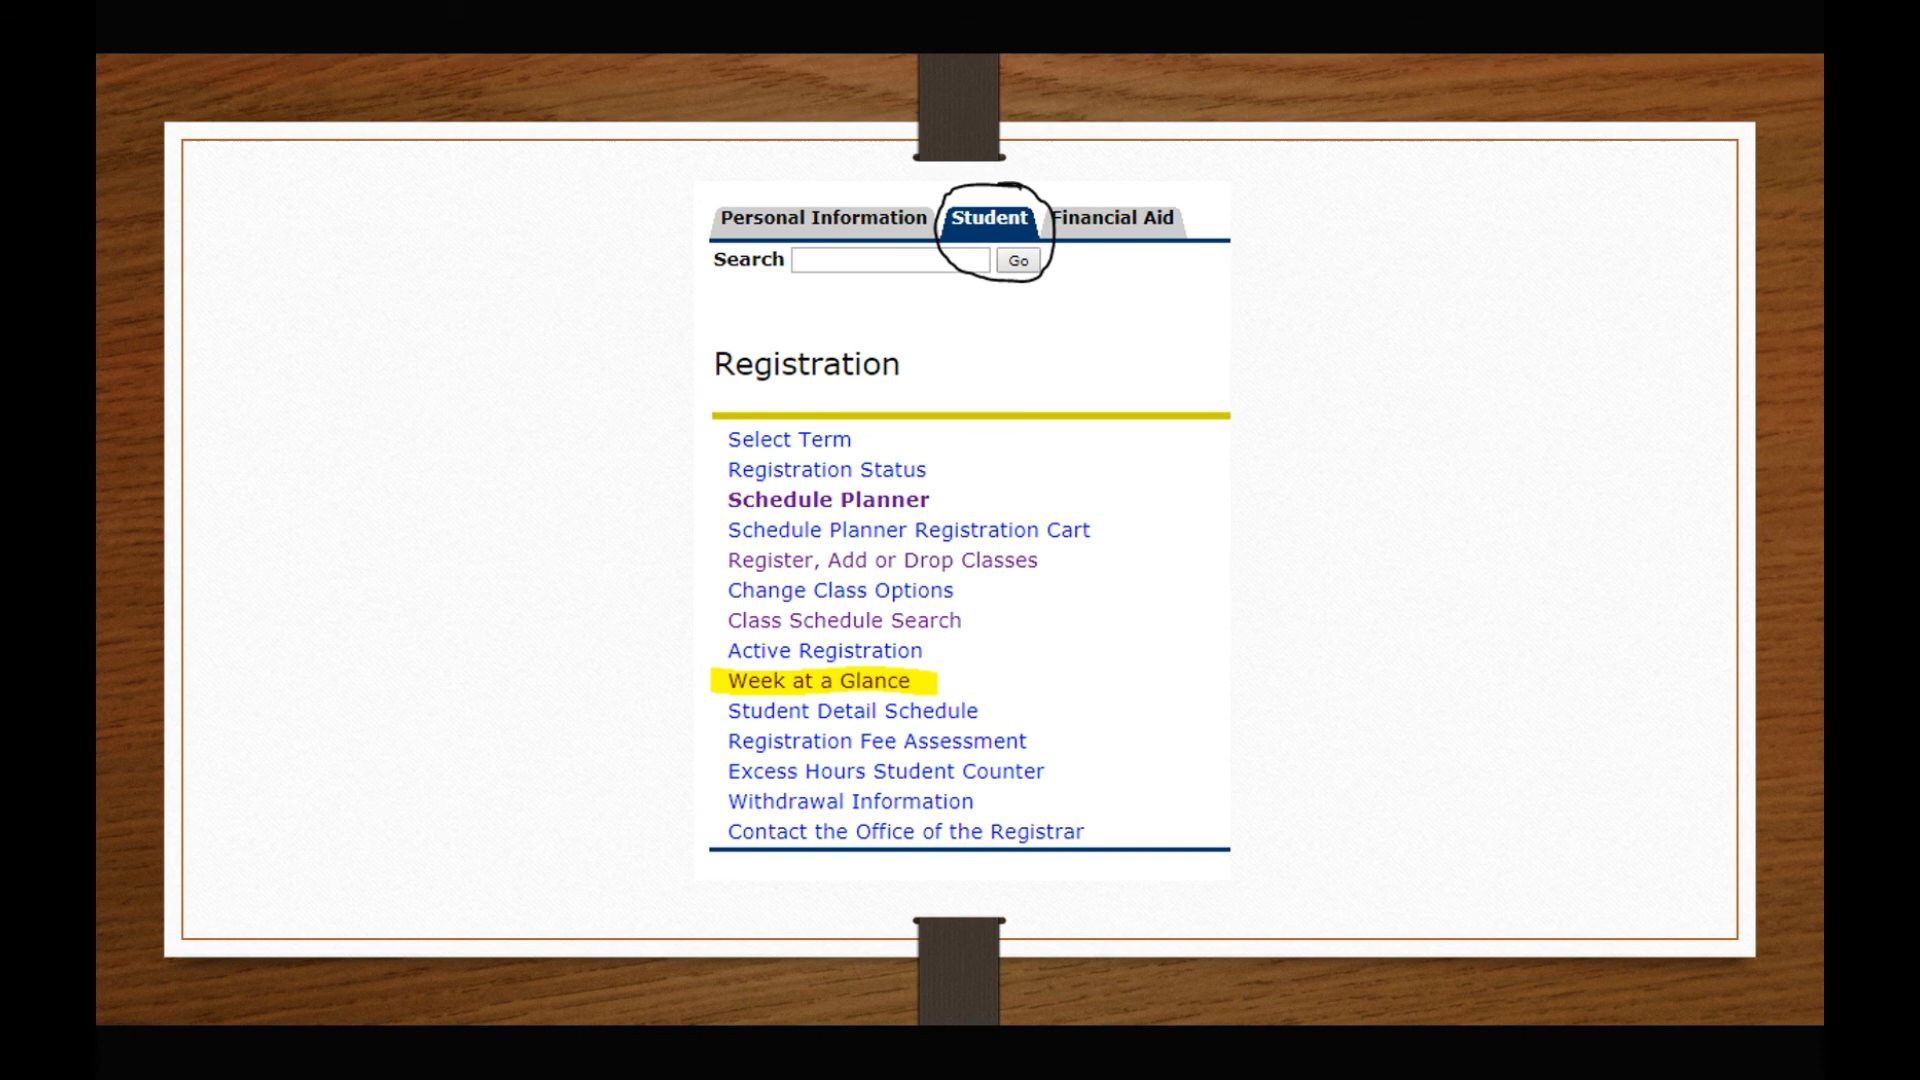 Personal Information Student Financial Aid
Search Go
Registration
Select Term
Registration Status
Schedule Planner
Schedule Planner Registration Cart
Register, Add or Drop Classes
Change Class Options
Class Schedule Search
Active Registration
Week at a Glance
Student Detail Schedule
Registration Fee Assessment
Excess Hours Student Counter
Withdrawal Information
Contact the Office of the Registrar